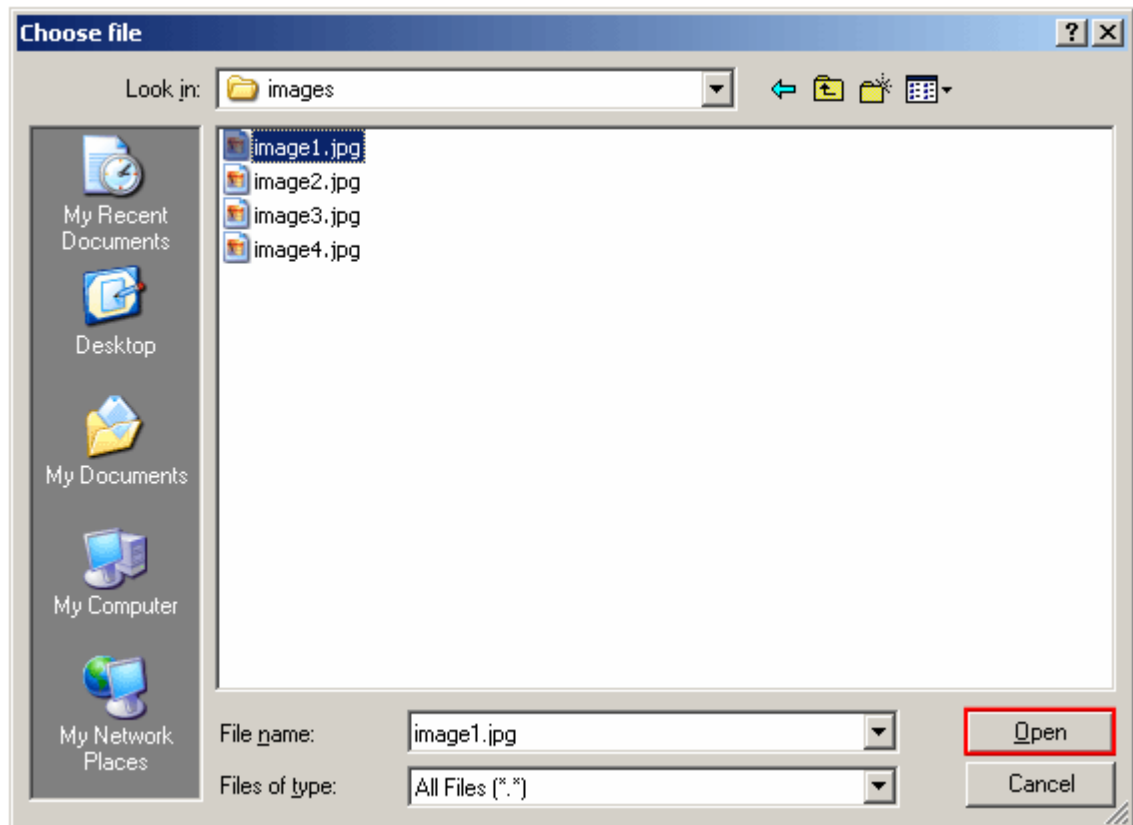 Choose file
Look in:
images
My Recent
Documents
Desktop
My Documents
My Computer
My Network
Places
image1.jpg
image2.jpg
image3.jpg
image4.jpg
File name:
image1.jpg
Open
Files of type:
All Files (*.*)
Cancel